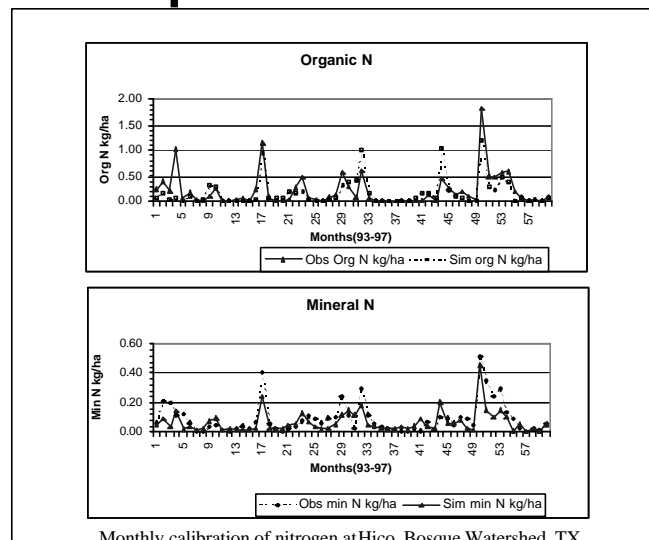 Organic N
Org N kg/ha
2.00
1.50
1.00
0.50
0.00
1 5 9 13 17 21 25 29 33 37 41 45 49 53 57
Months(93-97)
Obs Org N kg/ha Sim org N kg/ha
Mineral N
Min N kg/ha
0.60
0.40
0.20
0.00
1 5 9 13 17 21 25 29 33 37 41 45 49 53 57
Months(93-97)
Obs min N kg/ha Sim min N kg/ha
Monthly calibration of nitrogen at Hico, Bosque Watershed, TX